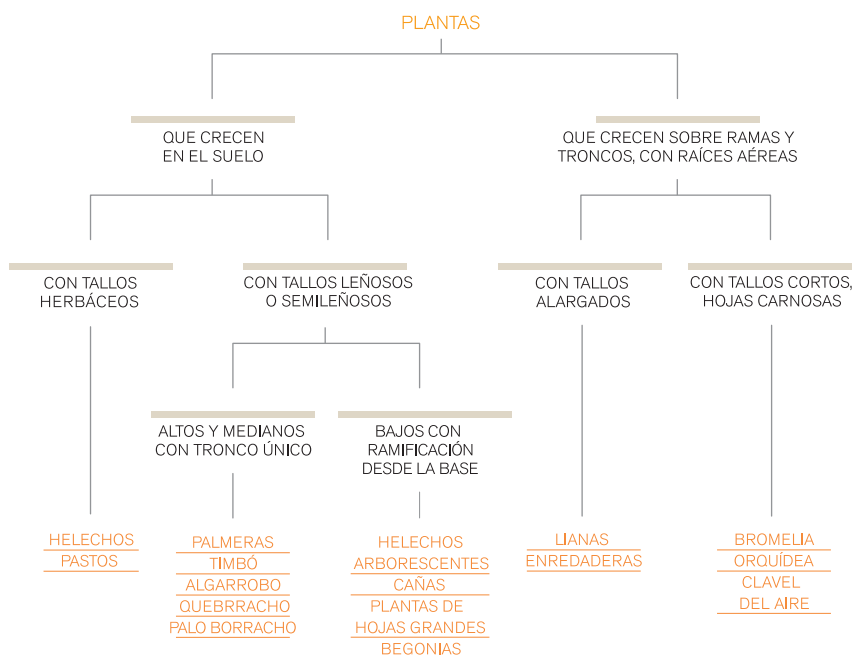 PLANTAS
QUE CRECEN
EN EL SUELO
QUE CRECEN SOBRE RAMAS Y
TRONCOS, CON RAÍCES AÉREAS
CON TALLOS
HERBÁCEOS
CON TALLOS LEÑOSOS
O SEMILEÑOSOS
CON TALLOS
ALARGADOS
CON TALLOS CORTOS,
HOJAS CARNOSAS
ALTOS Y MEDIANOS
CON TRONCO ÚNICO
BAJOS CON
RAMIFICACIÓN
DESDE LA BASE
HELECHOS
PASTOS
PALMERAS
TIMBÓ
ALGARROBO
QUEBRRACHO
PALO BORRACHO
HELECHOS
ARBORESCENTES
CAÑAS
PLANTAS DE
HOJAS GRANDES
BEGONIAS
LIANAS
ENREDADERAS
BROMELIA
ORQUÍDEA
CLAVEL
DEL AIRE